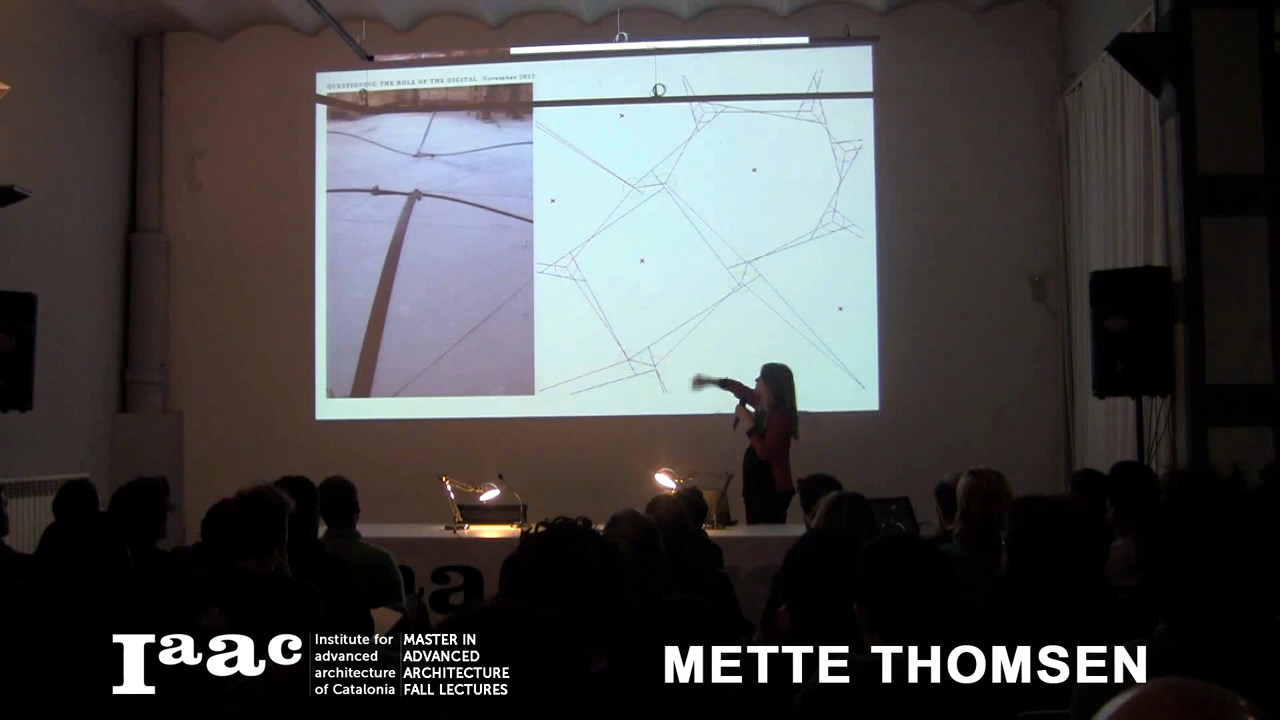 QUESTIONING THE ROLE OF THE DIGITAL November 2012
aa
Iaac
Institute for
advanced
architecture
of Catalonia
MASTER IN
ADVANCED
ARCHITECTURE
FALL LECTURES
METTE THOMSEN